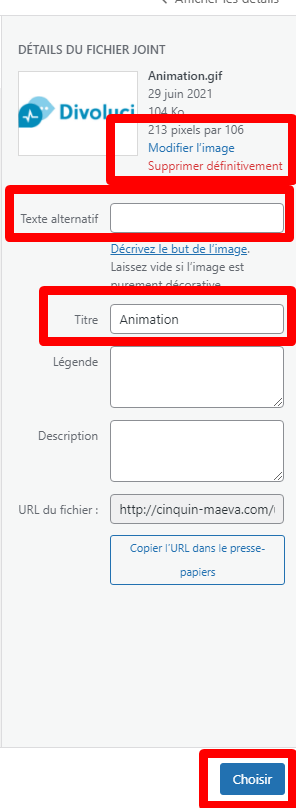 Afficher les détails
DÉTAILS DU FICHIER JOINT
Divoluci
Animation.gif
29 juin 2021
104 Ko
213 pixels par 106
Modifier l’image
Supprimer définitivement
Texte alternatif
Décrivez le but de l’image.
Laissez vide si l’image est
purement décorative
Titre
Animation
Légende
Description
URL du fichier :
http://cinquin-maeva.com/
Copier l’URL dans le presse-
papiers
Choisir